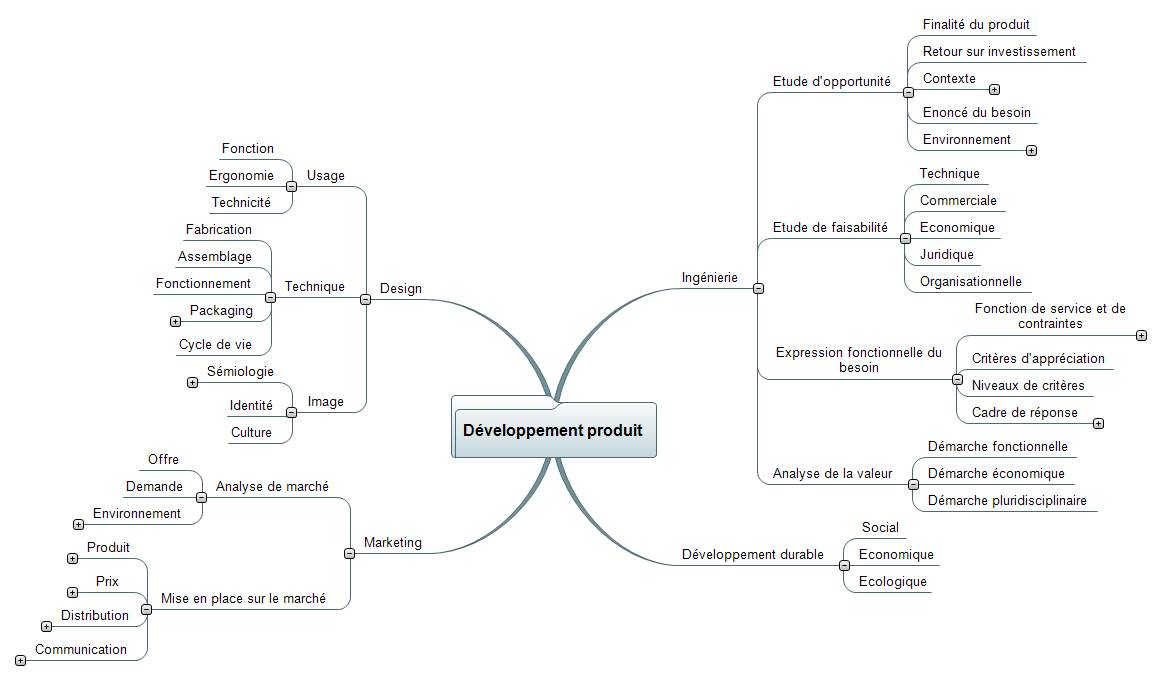 Développement produit
Ingénierie
Etude d'opportunité
Finalité du produit
Retour sur investissement
Contexte
Enoncé du besoin
Environnement
Etude de faisabilité
Technique
Commerciale
Economique
Juridique
Organisationnelle
Expression fonctionnelle du
besoin
Fonction de service et de
contraintes
Critères d'appréciation
Niveaux de critères
Cadre de réponse
Analyse de la valeur
Démarche fonctionnelle
Démarche économique
Démarche pluridisciplinaire
Développement durable
Social
Economique
Ecologique
Design
Usage
Fonction
Ergonomie
Technicité
Technique
Fabrication
Assemblage
Fonctionnement
Packaging
Cycle de vie
Image
Sémiologie
Identité
Culture
Marketing
Analyse de marché
Offre
Demande
Environnement
Mise en place sur le marché
Produit
Prix
Distribution
Communication